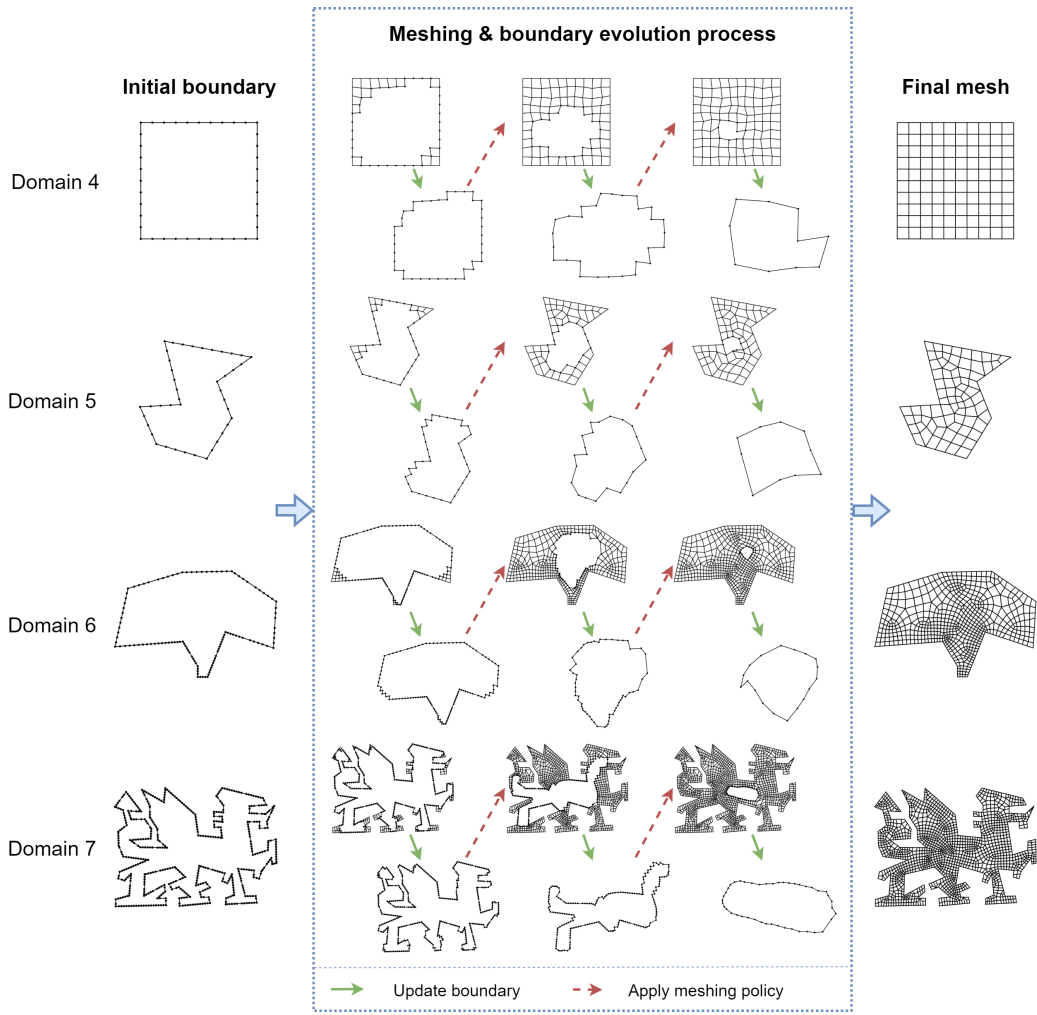 Meshing & boundary evolution process
Initial boundary
Final mesh
Domain 4
Domain 5
Domain 6
Domain 7
Update boundary
Apply meshing policy